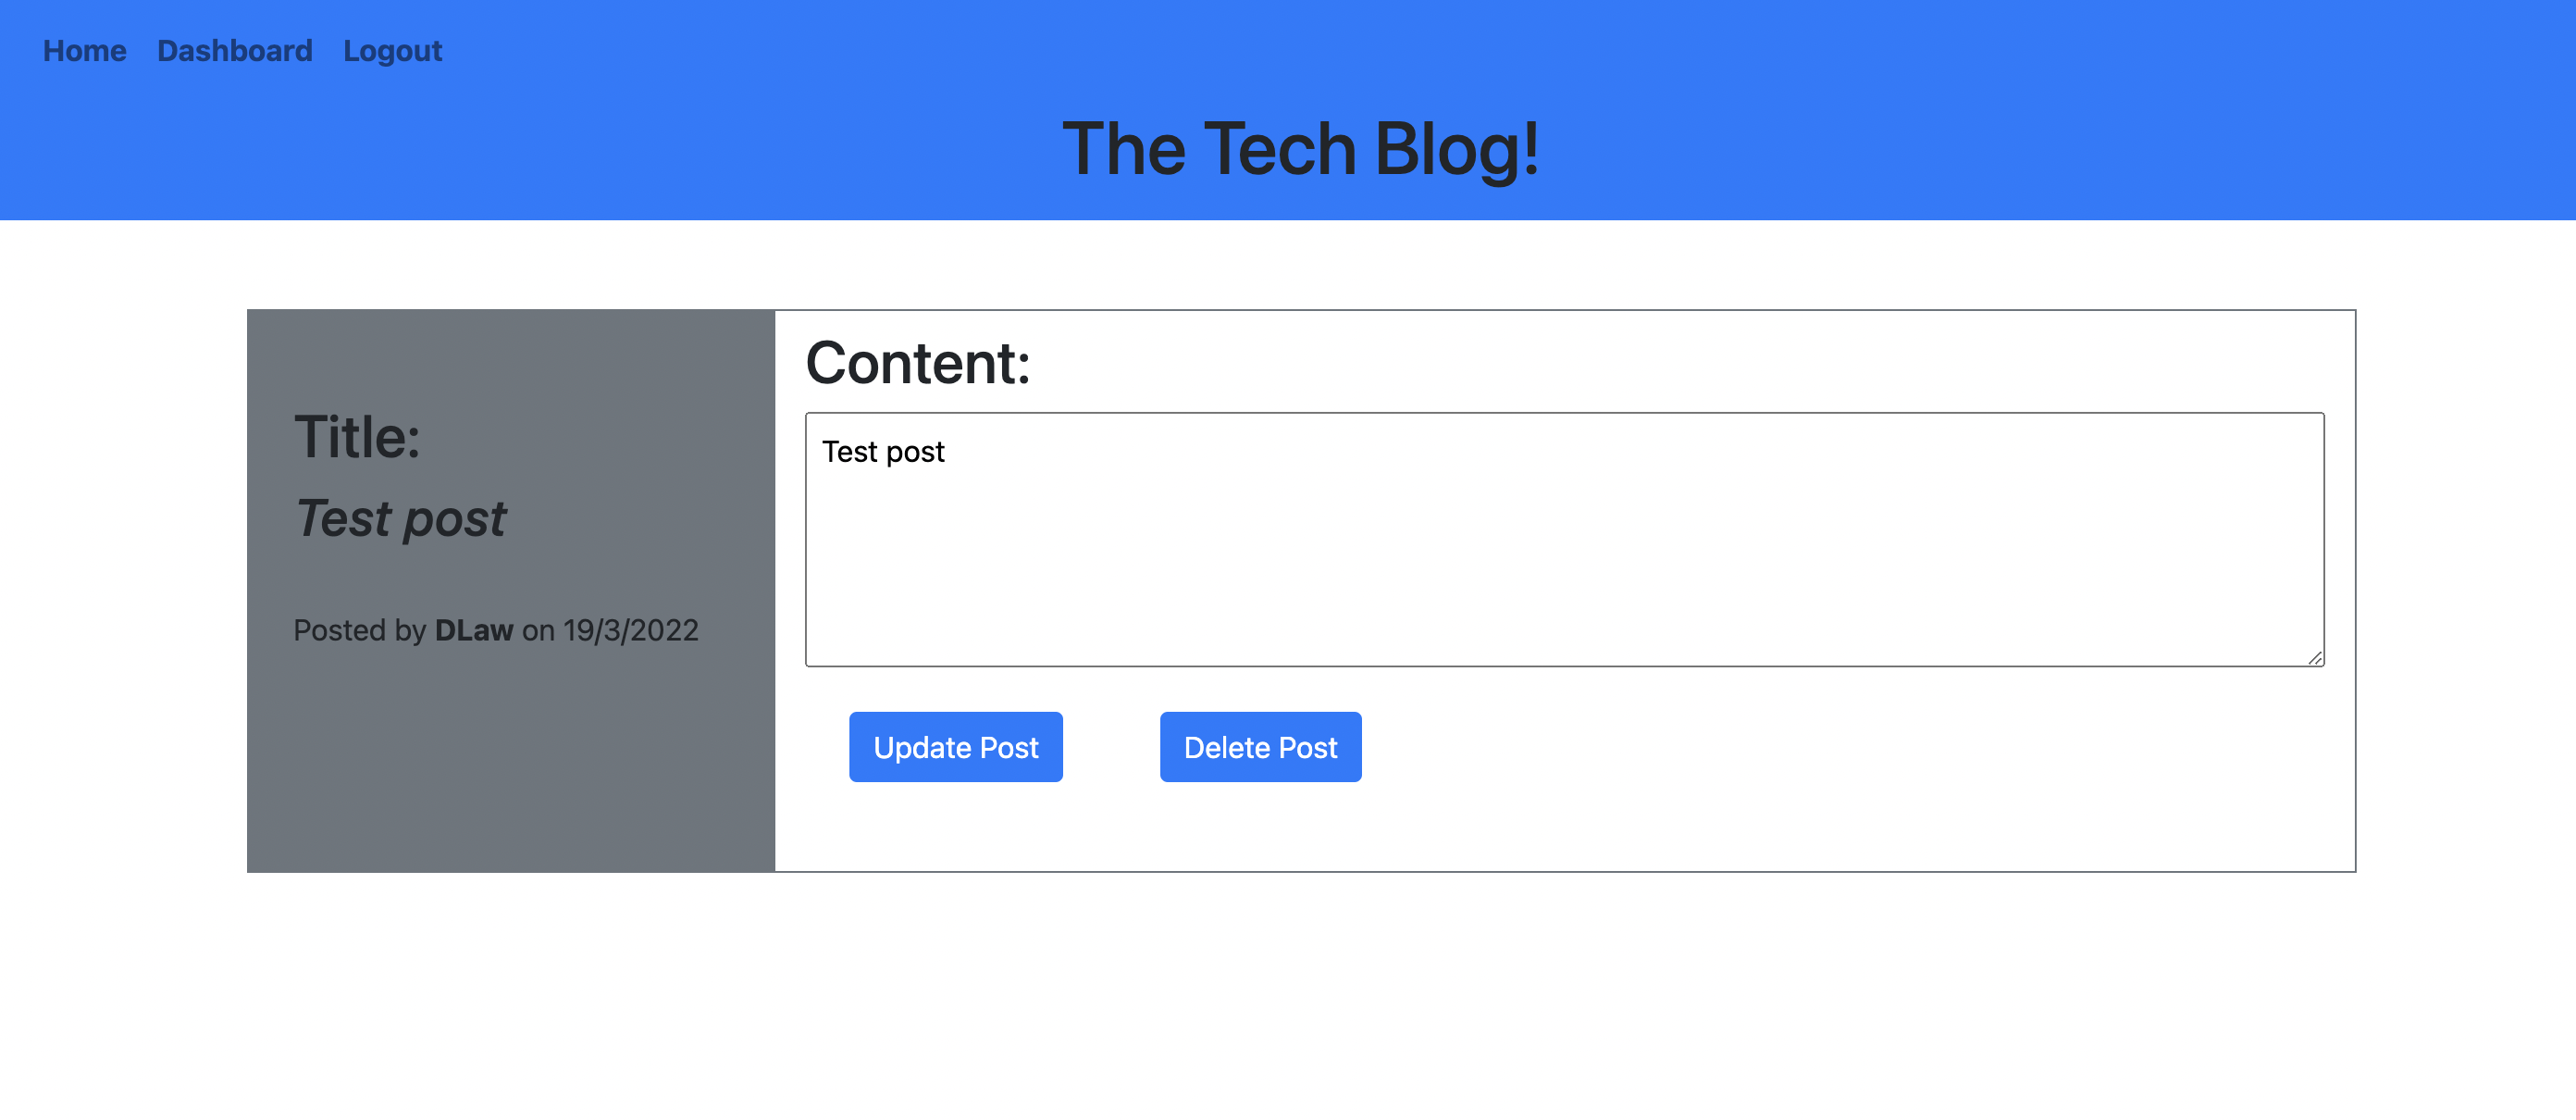 Home Dashboard Logout
The Tech Blog!
Title:
Test post
Posted by DLaw on 19/3/2022
Content:
Test post
Update Post Delete Post